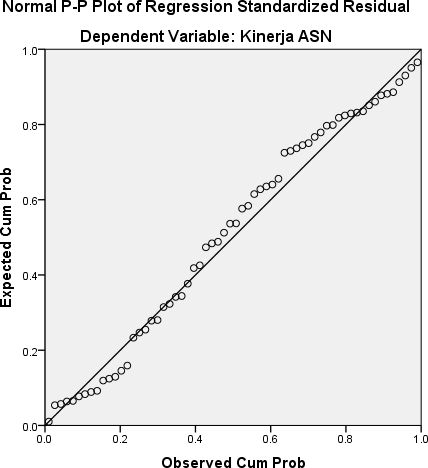 Normal P-P Plot of Regression Standardized Residual
Dependent Variable: Kinerja ASN
Expected Cum Prob
1.0
0.8
0.6
0.4
0.2
0.0
0.0 0.2 0.4 0.6 0.8 1.0
Observed Cum Prob